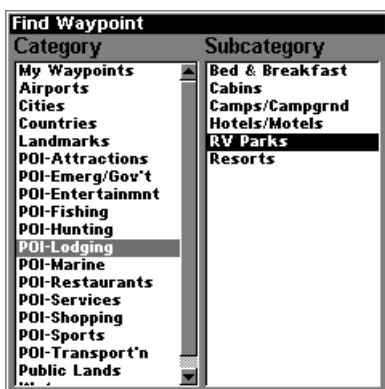 Find Waypoint
Category
My Waypoints
Airports
Cities
Countries
Landmarks
POI-Attractions
POI-Emerg/Gov't
POI-Entertainmnt
POI-Fishing
POI-Hunting
POI-Lodging
POI-Marine
POI-Restaurants
POI-Services
POI-Shopping
POI-Sports
POI-Transport'n
Public Lands
Subcategory
Bed & Breakfast
Cabins
Camps/Campgrnd
Hotels/Motels
RV Parks
Resorts